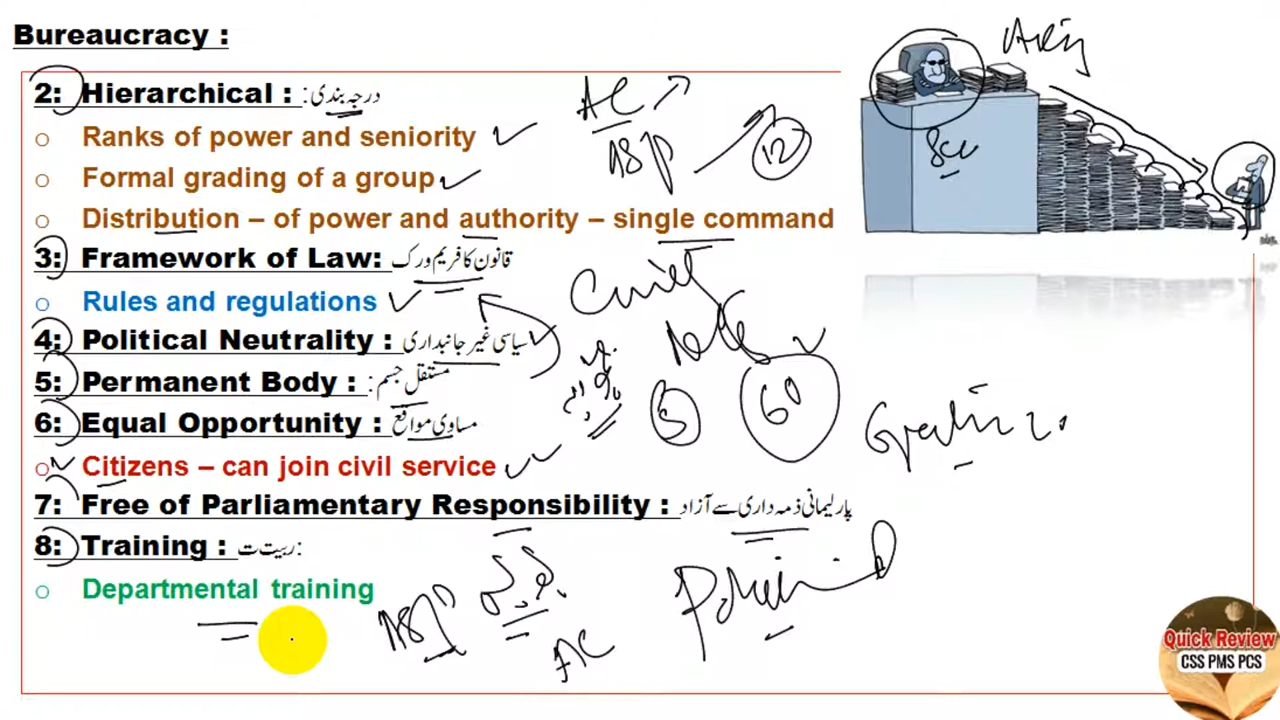 Bureaucracy :
2: Hierarchical : درجہ بندی:
o Ranks of power and seniority
o Formal grading of a group
o Distribution – of power and authority – single command
3: Framework of Law: قانون کا فریم ورک
o Rules and regulations
4: Political Neutrality : سیاسی غیر جانبداری
5: Permanent Body : مستقل جسم:
6: Equal Opportunity : مساوی مواقع
o Citizens – can join civil service
7: Free of Parliamentary Responsibility : پارلیمانی ذمہ داری سے آزاد
8: Training : ربیت ت:
o Departmental training
AC
ASP
12
5
60
ASP
AC
Quick Review
CSS PMS PCS